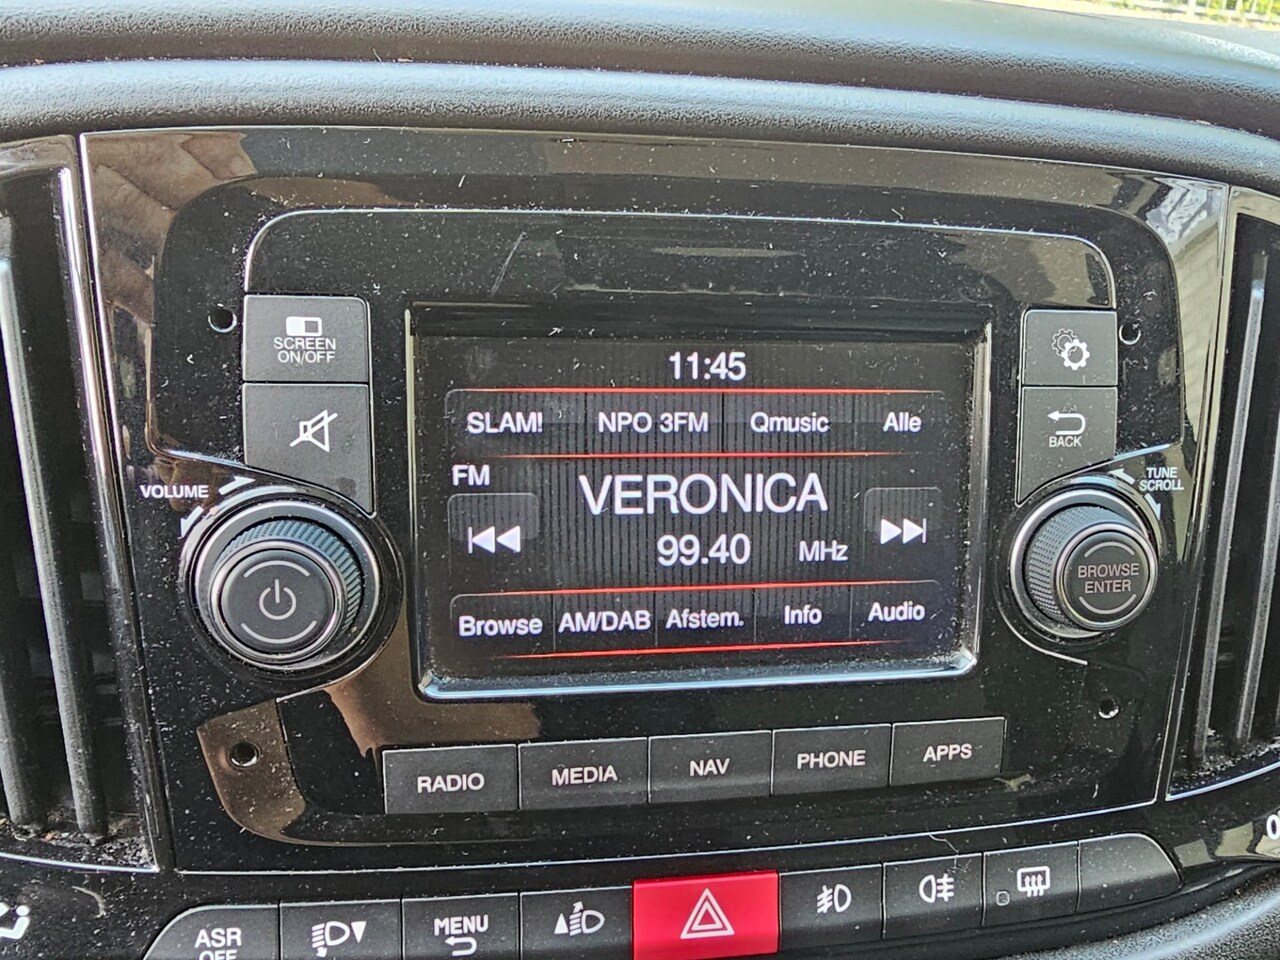 11:45
SCREEN
ON/OFF
SLAM! NPO 3FM Qmusic Alle
BACK
FM
VOLUME
TUNE
SCROLL
VERONICA
99.40 MHz
BROWSE
ENTER
Browse AM/DAB Afstem. Info Audio
RADIO MEDIA NAV PHONE APPS
MENU
ASR
OFF